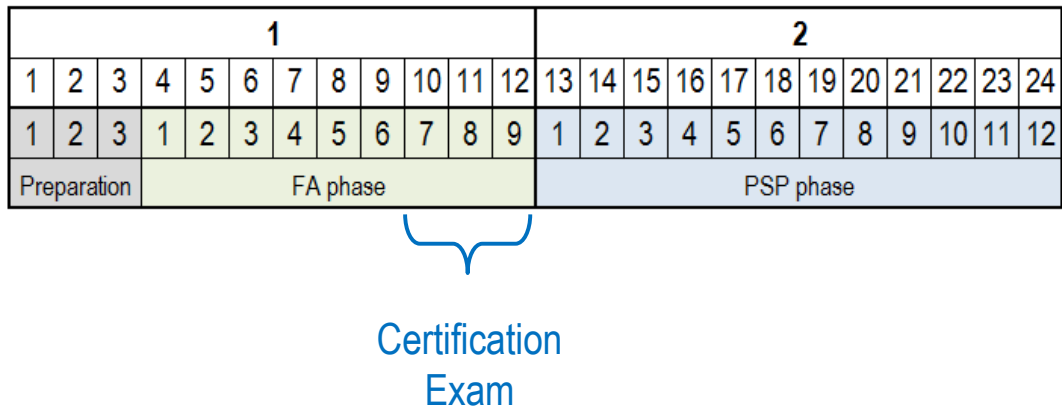 1 2
1 2 3 4 5 6 7 8 9 10 11 12 13 14 15 16 17 18 19 20 21 22 23 24
1 2 3 1 2 3 4 5 6 7 8 9 1 2 3 4 5 6 7 8 9 10 11 12
Preparation FA phase PSP phase
Certification
Exam